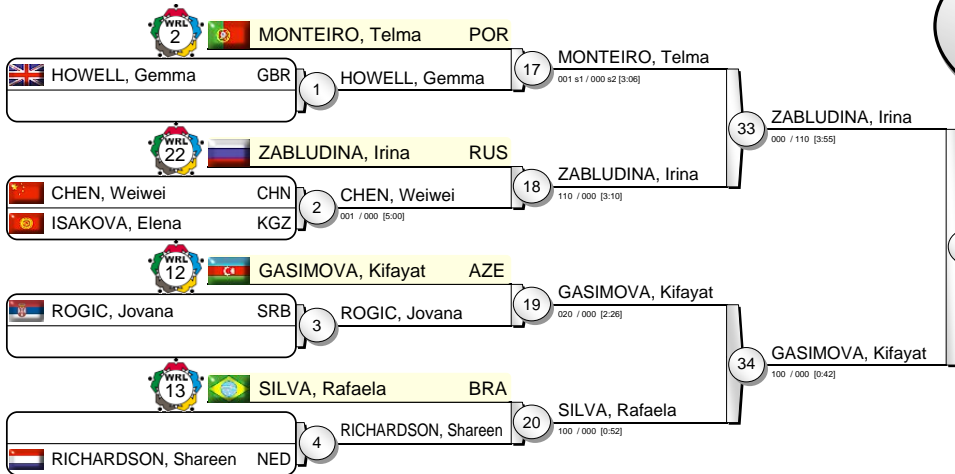 WRL
2 MONTEIRO, Telma POR
HOWELL, Gemma GBR
1 HOWELL, Gemma
17 MONTEIRO, Telma
001 s1 / 000 s2 [3:06]
WRL
22 ZABLUDINA, Irina RUS
CHEN, Weiwei CHN
ISAKOVA, Elena KGZ
2 CHEN, Weiwei
001 / 000 [5:00]
18 ZABLUDINA, Irina
110 / 000 [3:10]
33 ZABLUDINA, Irina
000 / 110 [3:55]
WRL
12 GASIMOVA, Kifayat AZE
ROGIC, Jovana SRB
3 ROGIC, Jovana
19 GASIMOVA, Kifayat
020 / 000 [2:26]
WRL
13 SILVA, Rafaela BRA
RICHARDSON, Shareen NED
4 RICHARDSON, Shareen
20 SILVA, Rafaela
100 / 000 [0:52]
34 GASIMOVA, Kifayat
100 / 000 [0:42]